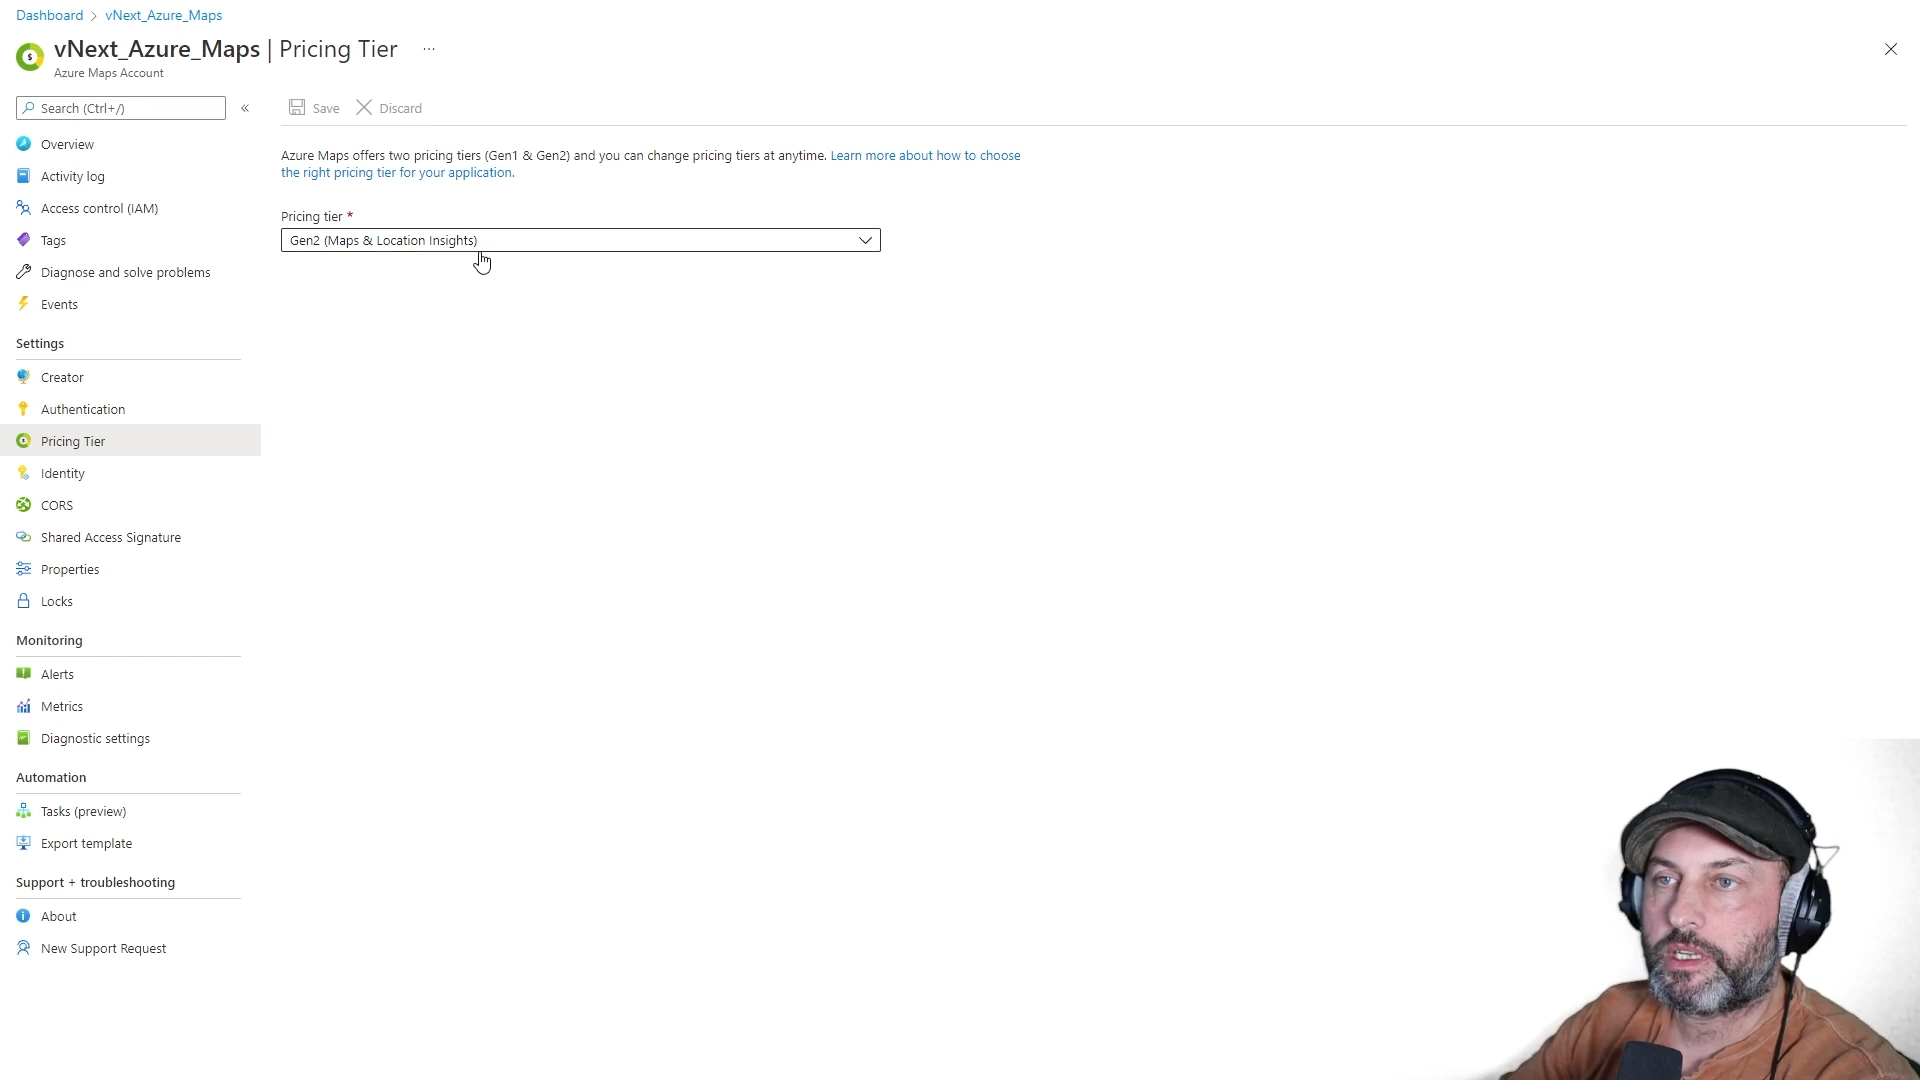 Dashboard > vNext_Azure_Maps
vNext_Azure_Maps | Pricing Tier ...
Azure Maps Account
Search (Ctrl+/) «
Save Discard
Overview
Activity log
Access control (IAM)
Tags
Diagnose and solve problems
Events
Settings
Creator
Authentication
Pricing Tier
Identity
CORS
Shared Access Signature
Properties
Locks
Monitoring
Alerts
Metrics
Diagnostic settings
Automation
Tasks (preview)
Export template
Support + troubleshooting
About
New Support Request
Azure Maps offers two pricing tiers (Gen1 & Gen2) and you can change pricing tiers at anytime. Learn more about how to choose
the right pricing tier for your application.
Pricing tier *
Gen2 (Maps & Location Insights)